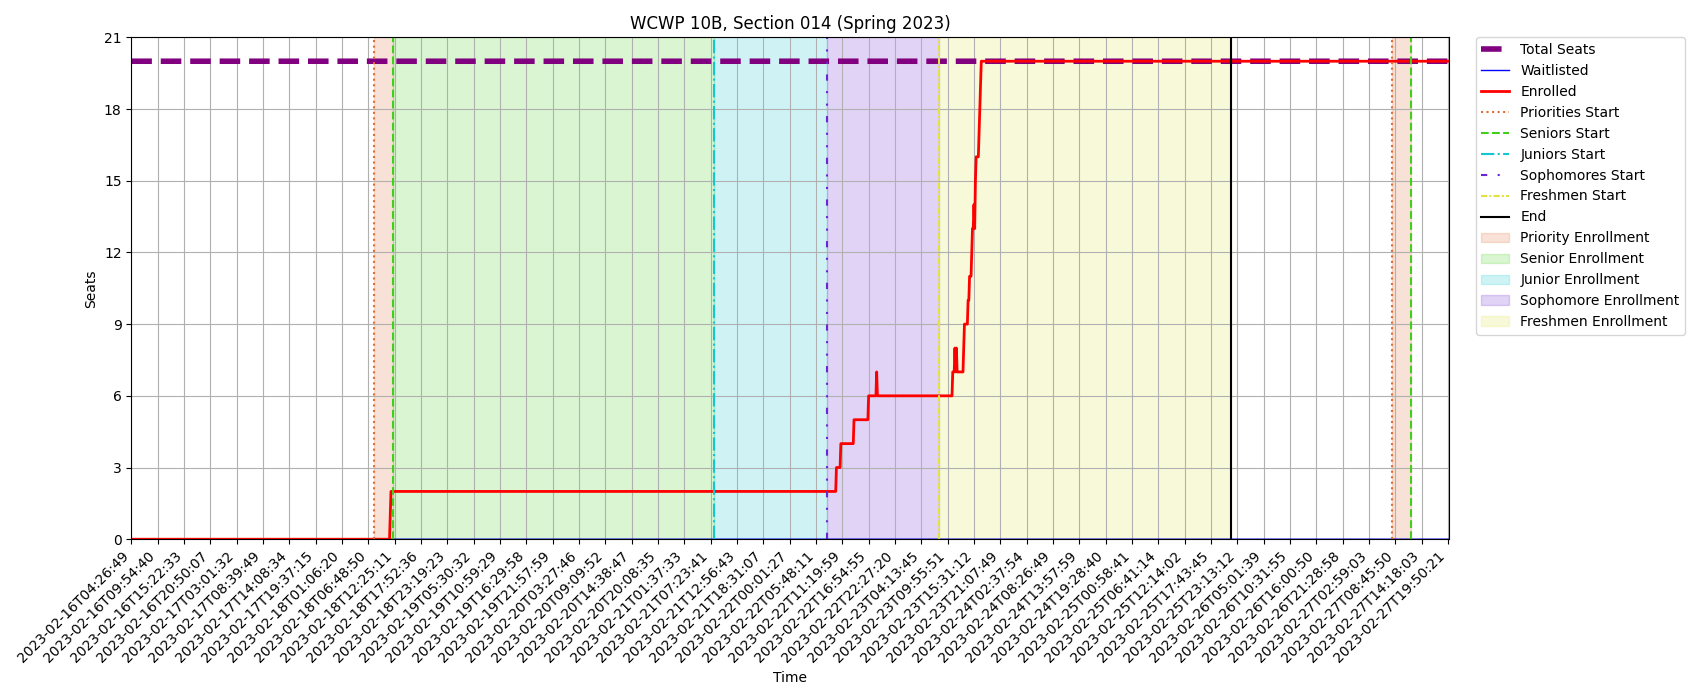 WCWP 10B, Section 014 (Spring 2023)
Seats
21
18
15
12
9
6
3
0
2023-02-16T04:26:49
2023-02-16T09:54:40
2023-02-16T15:22:33
2023-02-16T20:50:07
2023-02-17T03:01:32
2023-02-17T08:39:49
2023-02-17T14:08:34
2023-02-17T19:37:15
2023-02-18T01:06:20
2023-02-18T06:48:50
2023-02-18T12:25:11
2023-02-18T17:52:36
2023-02-18T23:19:23
2023-02-19T05:30:32
2023-02-19T10:59:29
2023-02-19T16:29:58
2023-02-19T21:57:59
2023-02-20T03:27:46
2023-02-20T09:09:52
2023-02-20T14:38:47
2023-02-20T20:08:35
2023-02-21T01:37:33
2023-02-21T07:23:41
2023-02-21T12:56:43
2023-02-21T18:31:07
2023-02-22T00:01:27
2023-02-22T05:48:11
2023-02-22T11:19:59
2023-02-22T16:54:55
2023-02-22T22:27:20
2023-02-23T04:13:45
2023-02-23T09:55:51
2023-02-23T15:31:12
2023-02-23T21:07:49
2023-02-24T02:37:54
2023-02-24T08:26:49
2023-02-24T13:57:59
2023-02-24T19:28:40
2023-02-25T00:58:41
2023-02-25T06:41:14
2023-02-25T12:14:02
2023-02-25T17:43:45
2023-02-25T23:13:12
2023-02-26T05:01:39
2023-02-26T10:31:55
2023-02-26T16:00:50
2023-02-26T21:28:58
2023-02-27T02:59:03
2023-02-27T08:45:50
2023-02-27T14:18:03
2023-02-27T19:50:21
Time
Total Seats
Waitlisted
Enrolled
Priorities Start
Seniors Start
Juniors Start
Sophomores Start
Freshmen Start
End
Priority Enrollment
Senior Enrollment
Junior Enrollment
Sophomore Enrollment
Freshmen Enrollment